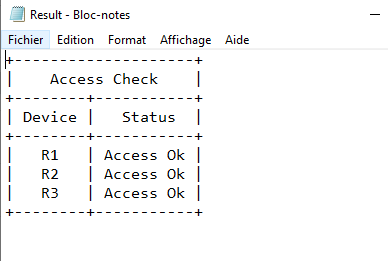 Result - Bloc-notes
Fichier Edition Format Affichage Aide
+--------------------+
|    Access Check    |
+--------+-----------+
| Device |   Status  |
+--------+-----------+
|   R1   | Access Ok |
|   R2   | Access Ok |
|   R3   | Access Ok |
+--------+-----------+